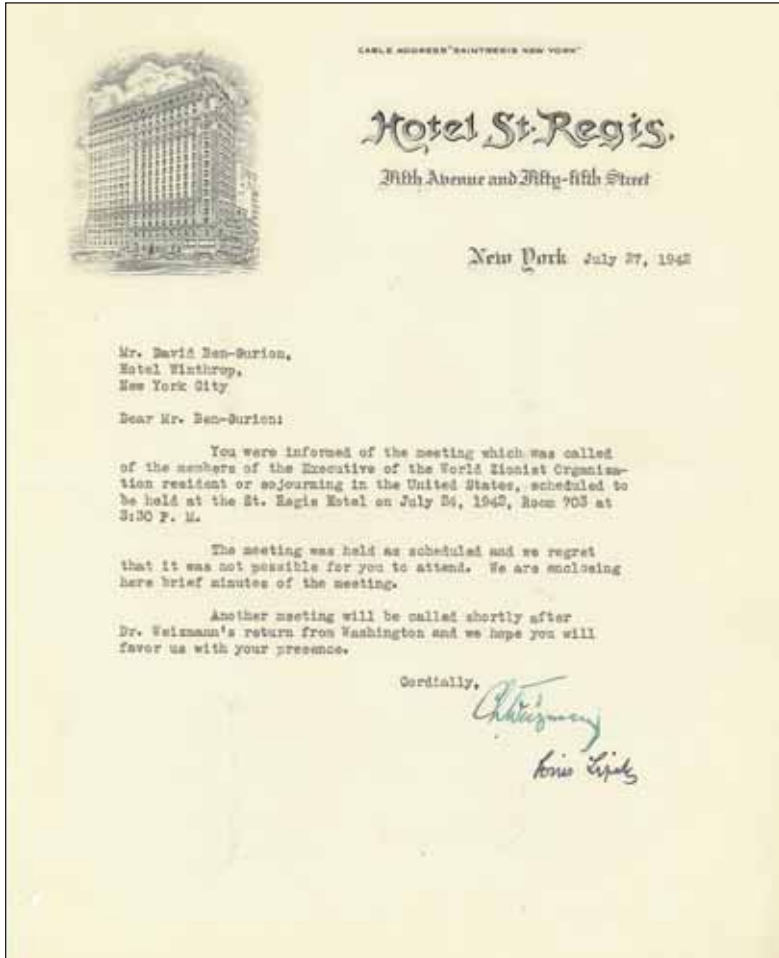 CABLE ADDRESS "SAINTREGIS NEW YORK"
Hotel St. Regis.
Fifth Avenue and Fifty-fifth Street
New York July 27, 1942
Mr. David Ben-Gurion,
Hotel Winthrop,
New York City
Dear Mr. Ben-Gurion:
You were informed of the meeting which was called
of the members of the Executive of the World Zionist Organisa-
tion resident or sojourning in the United States, scheduled to
be held at the St. Regis Hotel on July 24, 1942, Room 703 at
3:30 P. M.
The meeting was held as scheduled and we regret
that it was not possible for you to attend. We are enclosing
here brief minutes of the meeting.
Another meeting will be called shortly after
Dr. Weizmann's return from Washington and we hope you will
favor us with your presence.
Cordially,
Ch. Weizmann
Louis Lipsky